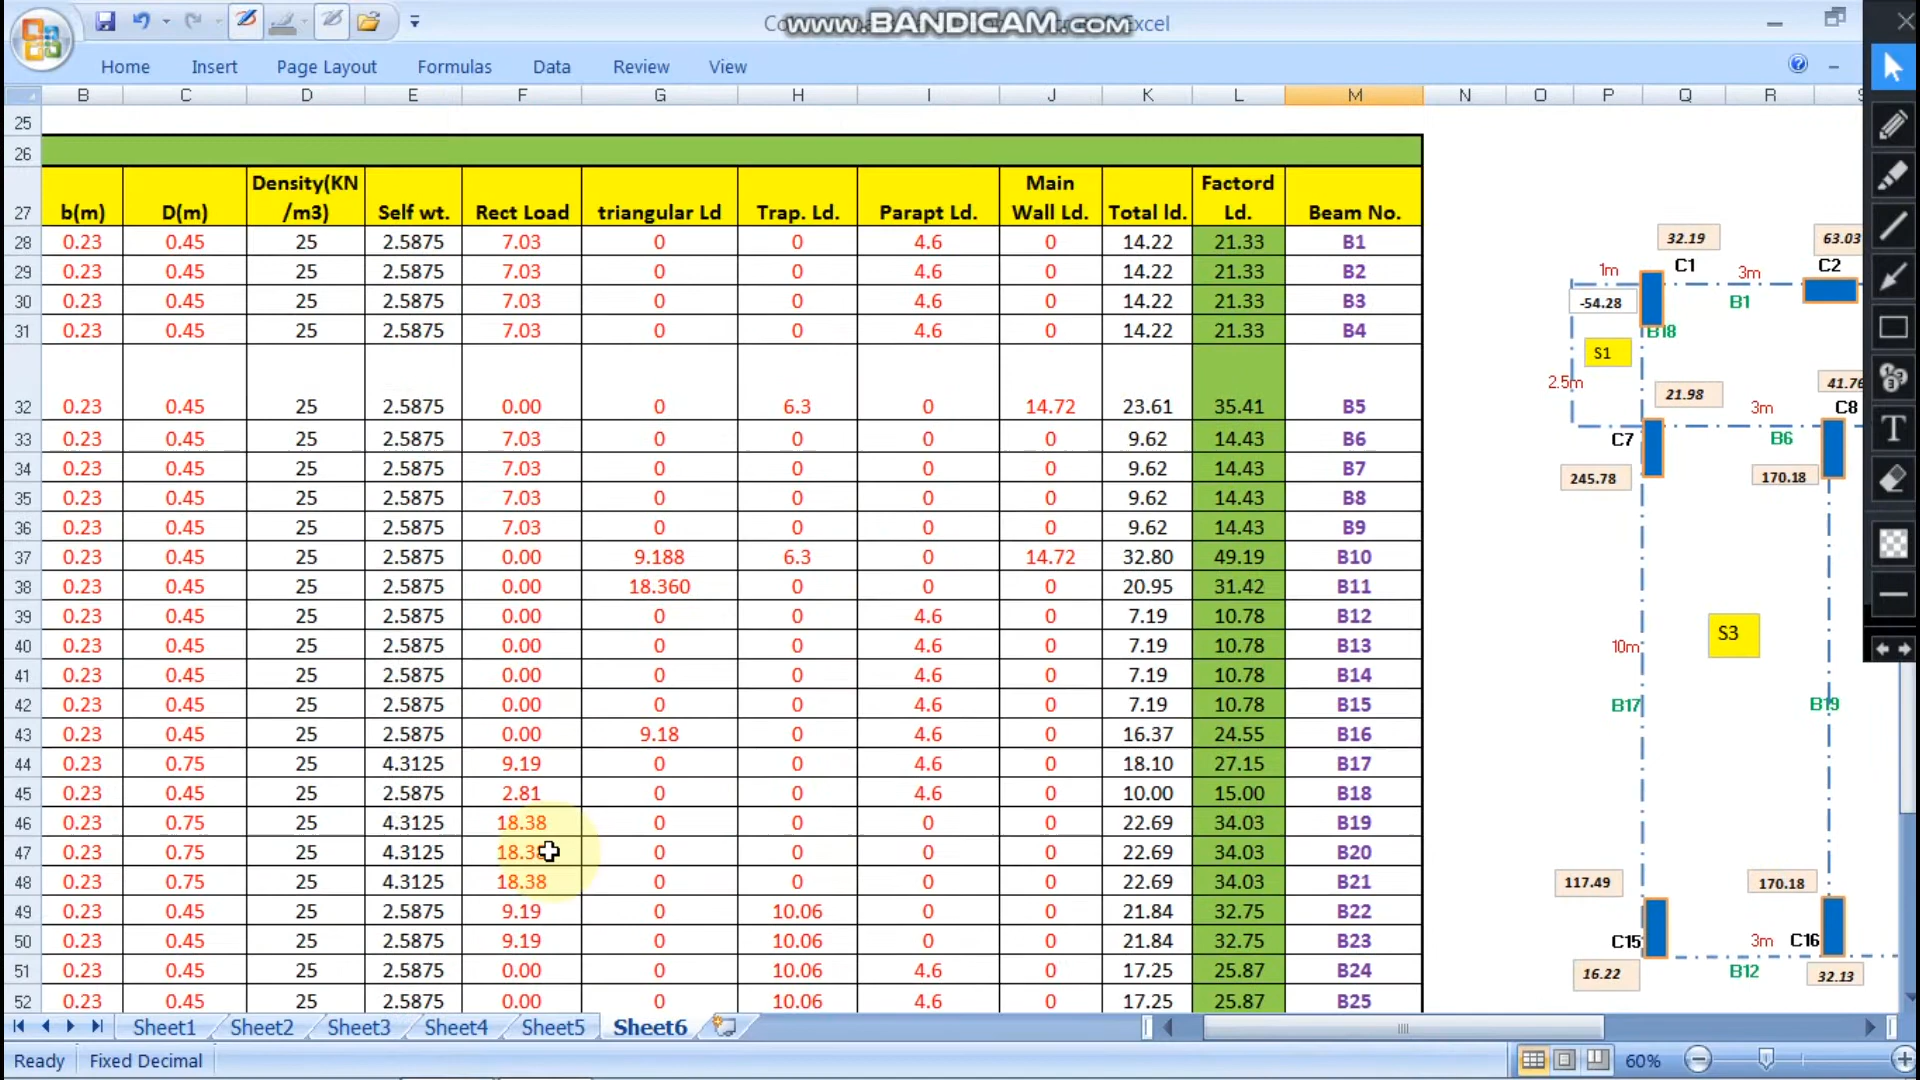 Co
www.BANDICAM.com
Excel
Home Insert Page Layout Formulas Data Review View
B C D E F G H I J K L M N O P Q R S
25
26
27 b(m) D(m) Density(KN /m3) Self wt. Rect Load triangular Ld Trap. Ld. Parapt Ld. Main Wall Ld. Total ld. Factord Ld. Beam No.
28 0.23 0.45 25 2.5875 7.03 0 0 4.6 0 14.22 21.33 B1
29 0.23 0.45 25 2.5875 7.03 0 0 4.6 0 14.22 21.33 B2
30 0.23 0.45 25 2.5875 7.03 0 0 4.6 0 14.22 21.33 B3
31 0.23 0.45 25 2.5875 7.03 0 0 4.6 0 14.22 21.33 B4
32 0.23 0.45 25 2.5875 0.00 0 6.3 0 14.72 23.61 35.41 B5
33 0.23 0.45 25 2.5875 7.03 0 0 0 0 9.62 14.43 B6
34 0.23 0.45 25 2.5875 7.03 0 0 0 0 9.62 14.43 B7
35 0.23 0.45 25 2.5875 7.03 0 0 0 0 9.62 14.43 B8
36 0.23 0.45 25 2.5875 7.03 0 0 0 0 9.62 14.43 B9
37 0.23 0.45 25 2.5875 0.00 9.188 6.3 0 14.72 32.80 49.19 B10
38 0.23 0.45 25 2.5875 0.00 18.360 0 0 0 20.95 31.42 B11
39 0.23 0.45 25 2.5875 0.00 0 0 4.6 0 7.19 10.78 B12
40 0.23 0.45 25 2.5875 0.00 0 0 4.6 0 7.19 10.78 B13
41 0.23 0.45 25 2.5875 0.00 0 0 4.6 0 7.19 10.78 B14
42 0.23 0.45 25 2.5875 0.00 0 0 4.6 0 7.19 10.78 B15
43 0.23 0.45 25 2.5875 0.00 9.18 0 4.6 0 16.37 24.55 B16
44 0.23 0.75 25 4.3125 9.19 0 0 4.6 0 18.10 27.15 B17
45 0.23 0.45 25 2.5875 2.81 0 0 4.6 0 10.00 15.00 B18
46 0.23 0.75 25 4.3125 18.38 0 0 0 0 22.69 34.03 B19
47 0.23 0.75 25 4.3125 18.38 0 0 0 0 22.69 34.03 B20
48 0.23 0.75 25 4.3125 18.38 0 0 0 0 22.69 34.03 B21
49 0.23 0.45 25 2.5875 9.19 0 10.06 0 0 21.84 32.75 B22
50 0.23 0.45 25 2.5875 9.19 0 10.06 0 0 21.84 32.75 B23
51 0.23 0.45 25 2.5875 0.00 0 10.06 4.6 0 17.25 25.87 B24
52 0.23 0.45 25 2.5875 0.00 0 10.06 4.6 0 17.25 25.87 B25
32.19 63.03
1m C1 3m C2
-54.28 B1
B18
S1
2.5m 21.98 41.76
3m C8
C7 B6
245.78 170.18
S3
10m
B17 B19
117.49 170.18
C15 3m C16
16.22 B12 32.13
T
Sheet1 Sheet2 Sheet3 Sheet4 Sheet5 Sheet6
Ready Fixed Decimal 60%